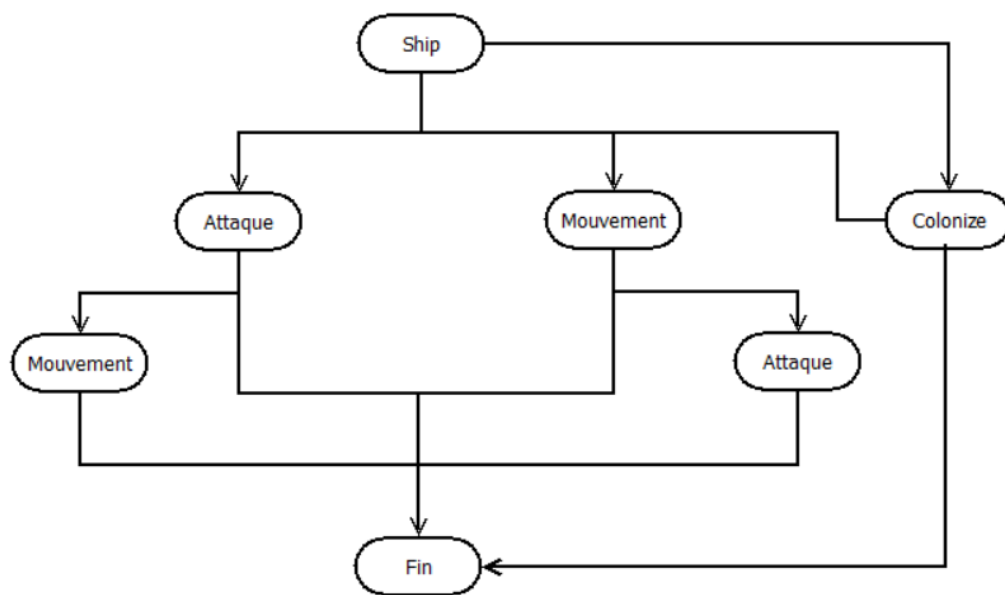 Ship
Attaque
Mouvement
Colonize
Mouvement
Attaque
Fin